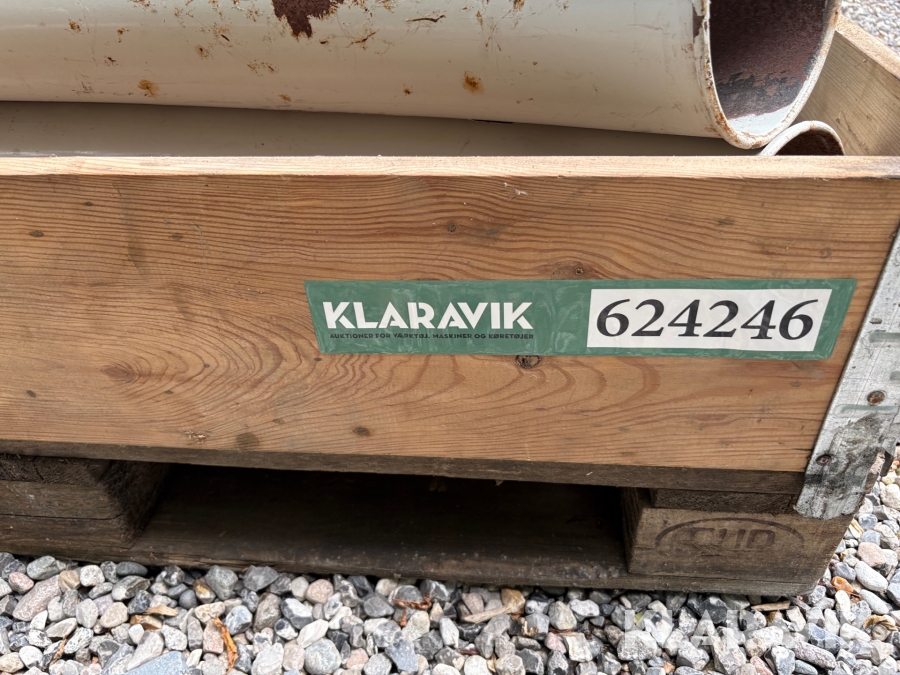 KLARAVIK
AUKTIONER FOR VÆRKTØJ, MASKINER OG KØRETØJER
624246